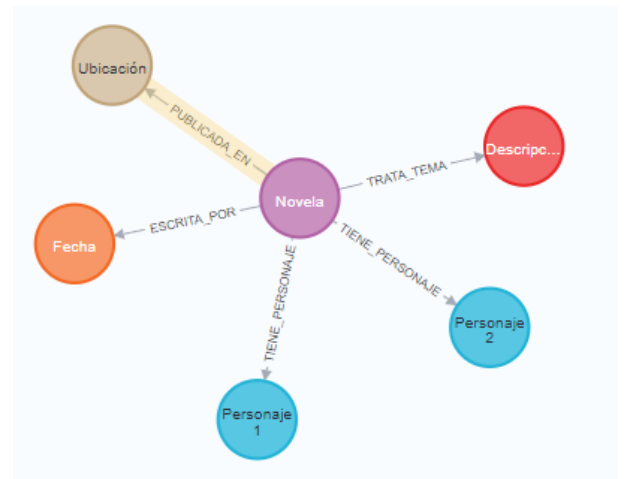 Ubicación
PUBLICADA_EN
Descripc...
TRATA_TEMA
Novela
ESCRITA_POR
Fecha
TIENE_PERSONAJE
TIENE_PERSONAJE
Personaje
2
Personaje
1